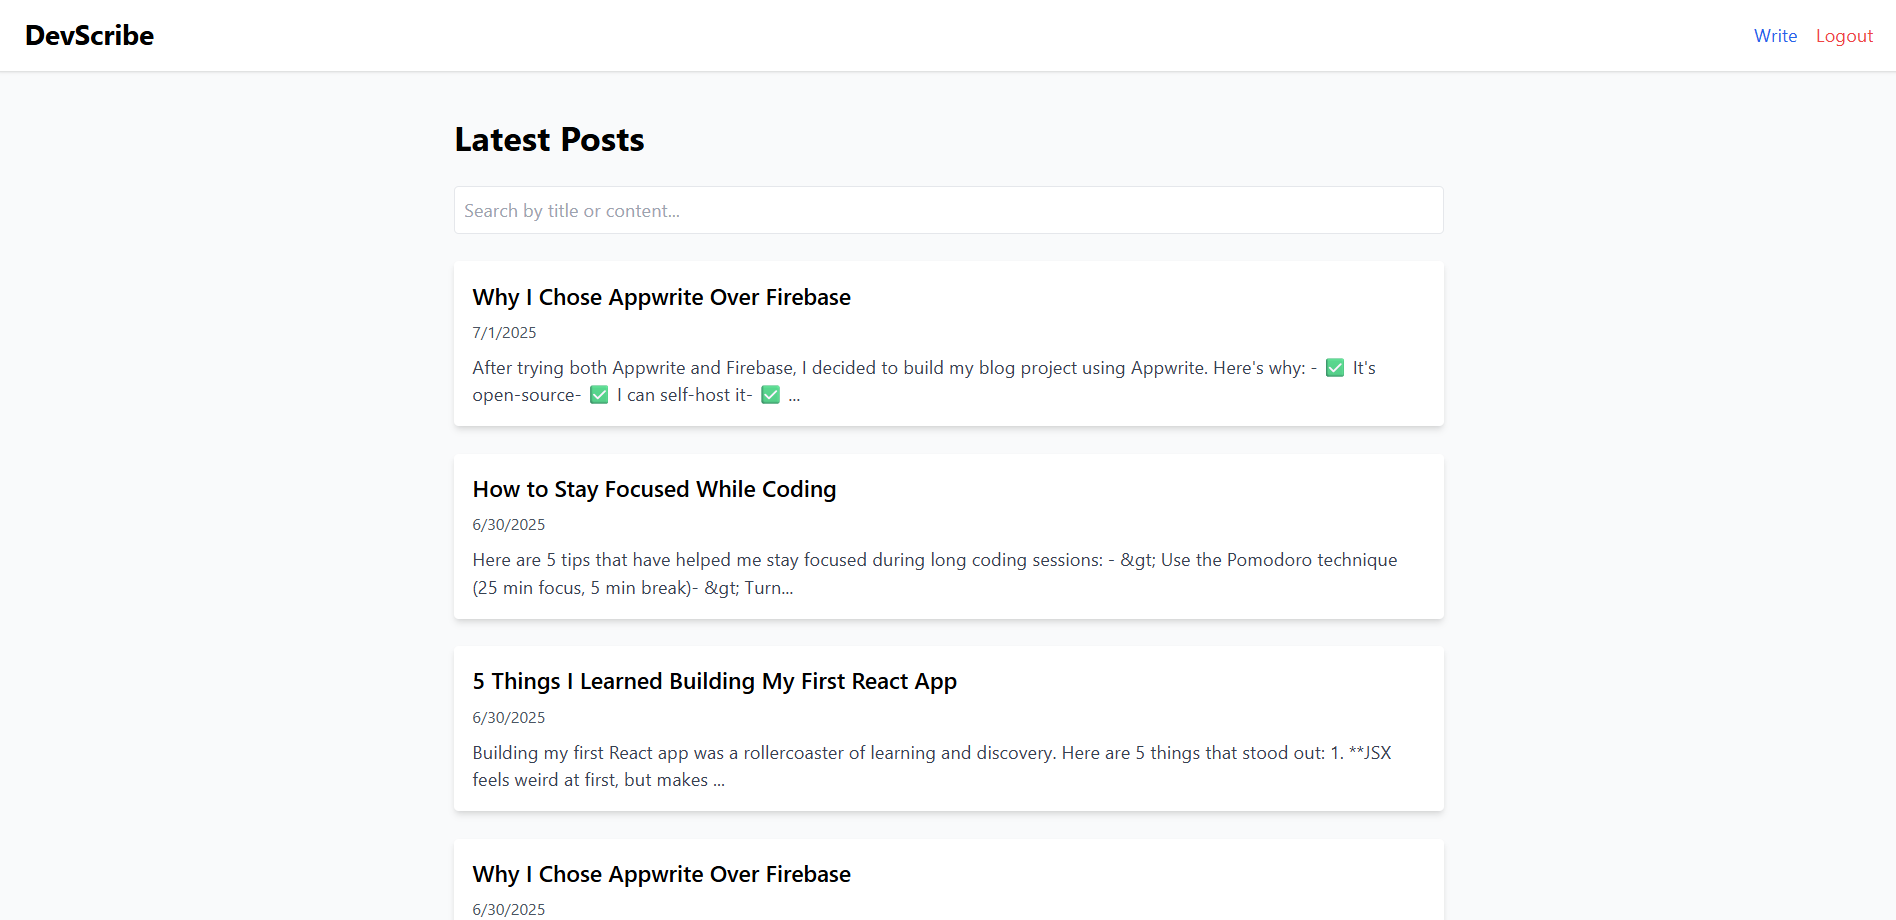 DevScribe
Write Logout
Latest Posts
Search by title or content...
Why I Chose Appwrite Over Firebase
7/1/2025
After trying both Appwrite and Firebase, I decided to build my blog project using Appwrite. Here's why: - ✅ It's
open-source- ✅ I can self-host it- ✅ ...
How to Stay Focused While Coding
6/30/2025
Here are 5 tips that have helped me stay focused during long coding sessions: - &gt; Use the Pomodoro technique
(25 min focus, 5 min break)- &gt; Turn...
5 Things I Learned Building My First React App
6/30/2025
Building my first React app was a rollercoaster of learning and discovery. Here are 5 things that stood out: 1. **JSX
feels weird at first, but makes ...
Why I Chose Appwrite Over Firebase
6/30/2025